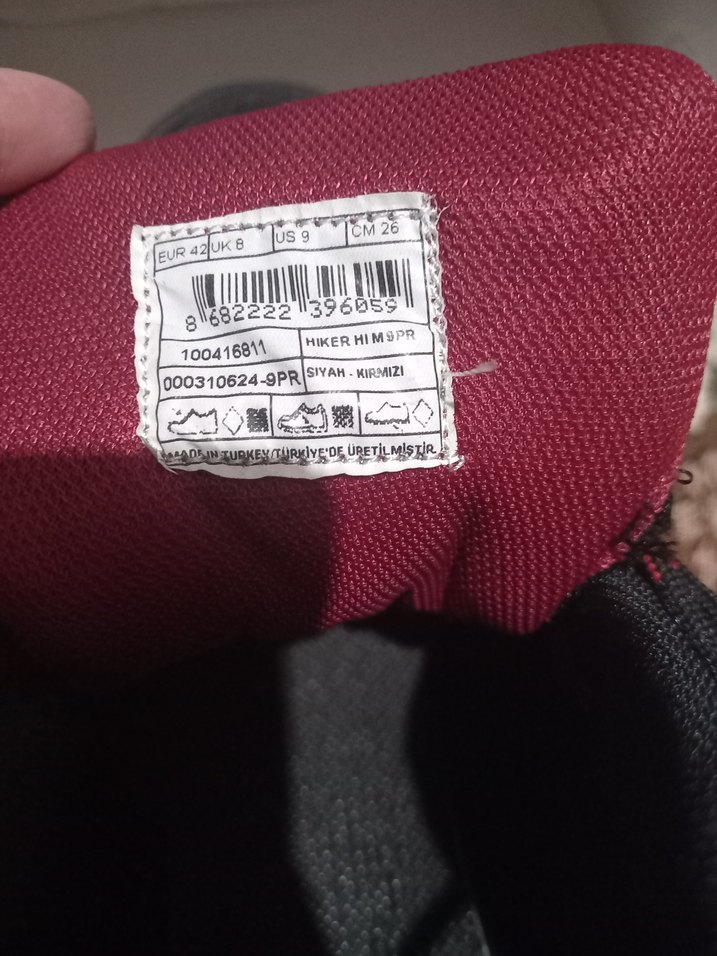 EUR 42 UK 8 US 9 CM 26
8 682222 396059
100416811 HIKER HI M 9PR
000310624-9PR SIYAH - KIRMIZI
MADE IN TURKEY/TÜRKİYE'DE ÜRETİLMİŞTİR